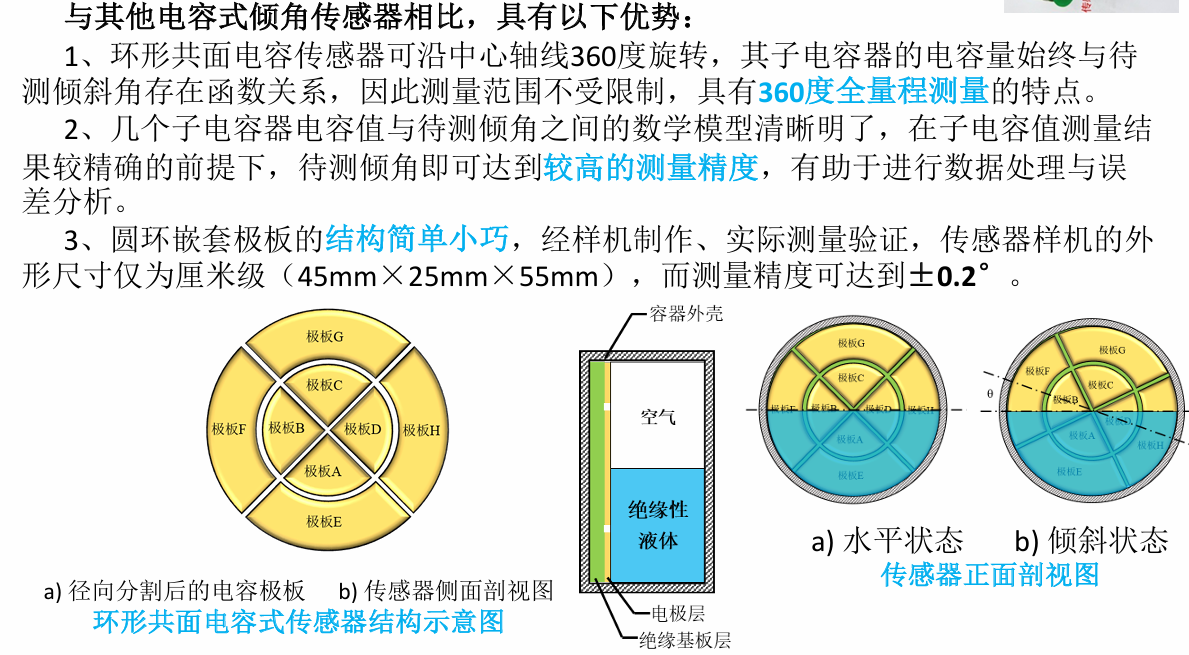 与其他电容式倾角传感器相比，具有以下优势：
1、环形共面电容传感器可沿中心轴线360度旋转，其子电容器的电容量始终与待
测倾斜角存在函数关系，因此测量范围不受限制，具有360度全量程测量的特点。
2、几个子电容器电容值与待测倾角之间的数学模型清晰明了，在子电容值测量结
果较精确的前提下，待测倾角即可达到较高的测量精度，有助于进行数据处理与误
差分析。
3、圆环嵌套极板的结构简单小巧，经样机制作、实际测量验证，传感器样机的外
形尺寸仅为厘米级（45mm×25mm×55mm），而测量精度可达到±0.2°。
极板G
极板C
极板F
极板B
极板D
极板H
极板A
极板E
a) 径向分割后的电容极板
容器外壳
空气
绝缘性
液体
电极层
绝缘基板层
b) 传感器侧面剖视图
环形共面电容式传感器结构示意图
极板G
极板C
极板F
极板B
极板D
极板H
极板A
极板E
a) 水平状态
极板G
极板F
极板C
θ
极板B
极板D
极板A
极板H
极板E
b) 倾斜状态
传感器正面剖视图